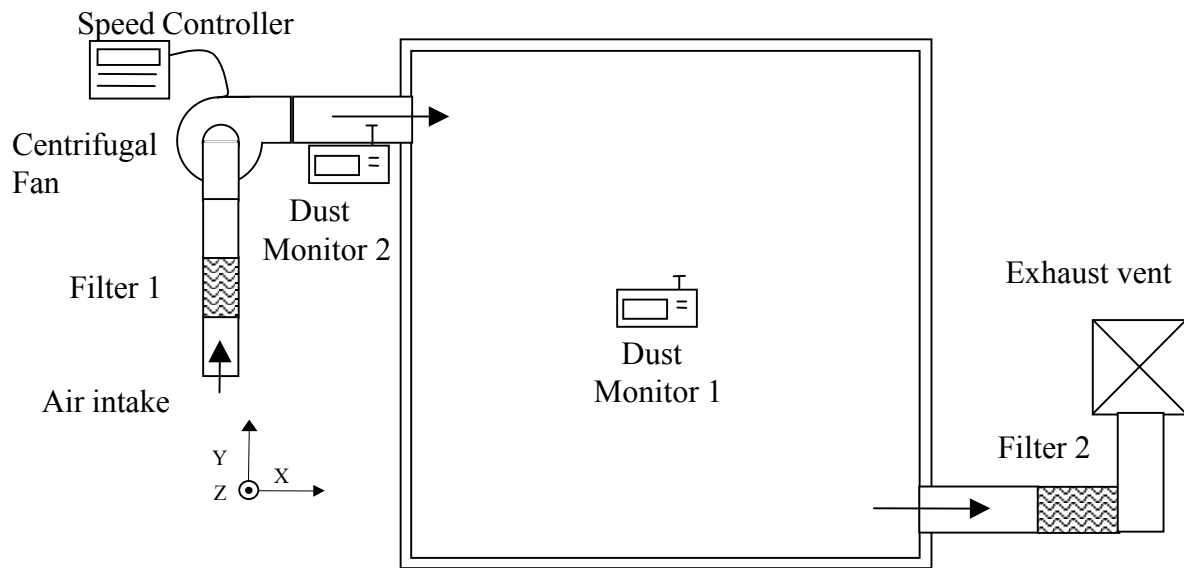 Speed Controller
Centrifugal
Fan
Dust
Monitor 2
Filter 1
Exhaust vent
Dust
Monitor 1
Air intake
Filter 2
Y
X
Z